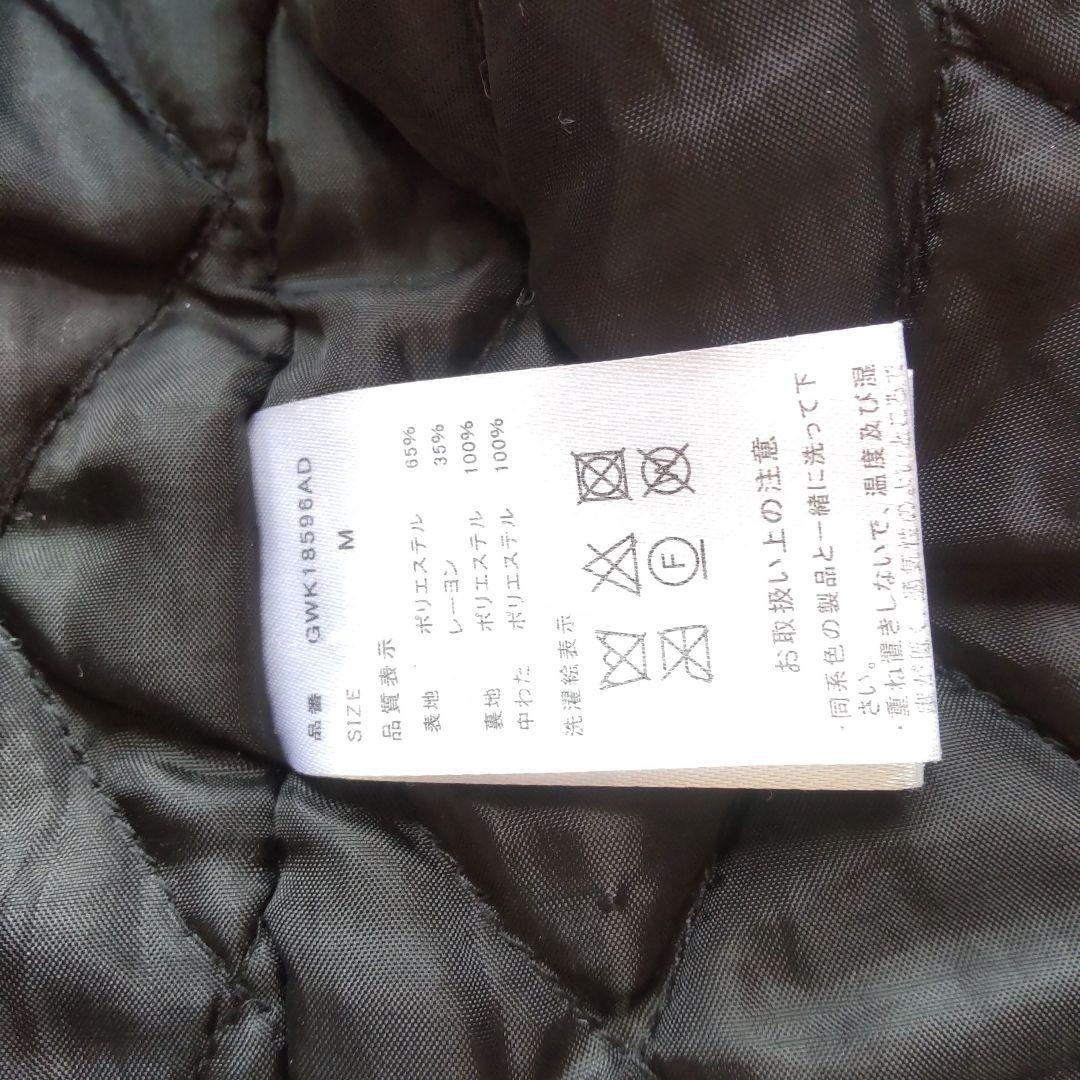 品番 GWK18596AD
SIZE M
品質表示
表地 ポリエステル 65%
レーヨン 35%
裏地 ポリエステル 100%
中わた ポリエステル 100%
洗濯絵表示
F
お取扱い上の注意
・同系色の製品と一緒に洗って下
さい。
・重ね置きしないで、温度及び湿